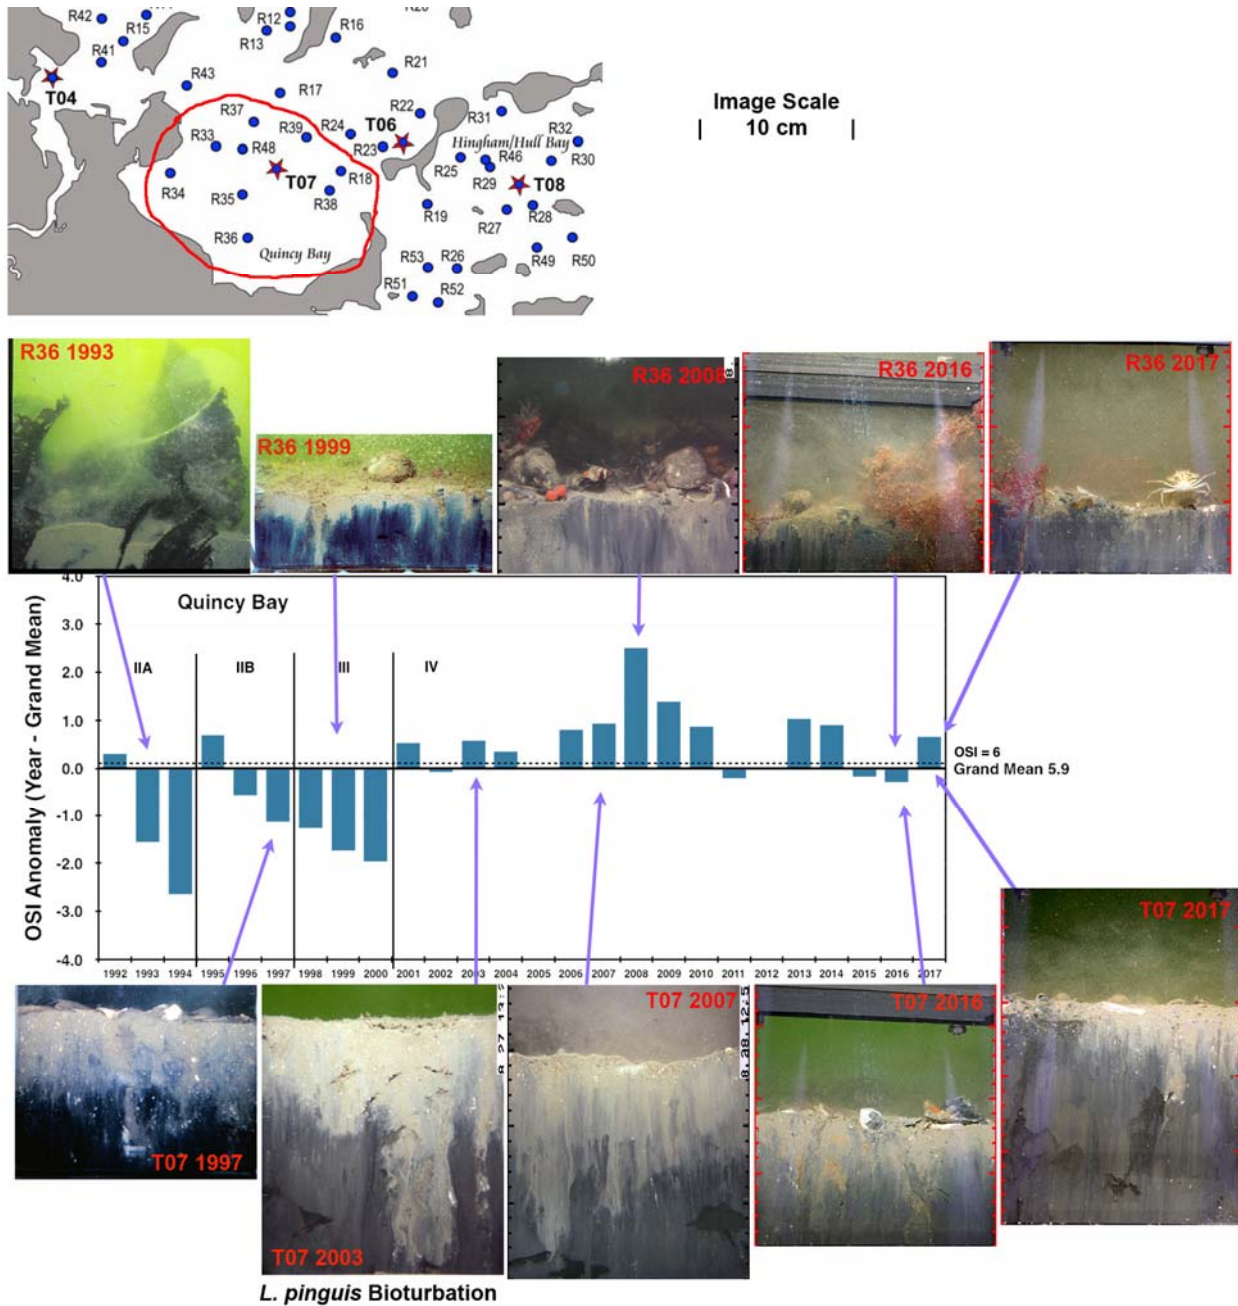 R42
R15
R12
R13
R16
R41
T04
R43
R17
R21
R37
R39
R24
R22
T06
R31
R32
R33
R48
R23
Hingham/Hull Bay
R25
R46
R30
R34
T07
R18
R29
T08
R35
R38
R19
R27
R28
R36
Quincy Bay
R53
R26
R49
R50
R51
R52
Image Scale
| 10 cm |
R36 1993
R36 1999
R36 2008
R36 2016
R36 2017
OSI Anomaly (Year - Grand Mean)
4.0
3.0
2.0
1.0
0.0
-1.0
-2.0
-3.0
-4.0
Quincy Bay
IIA IIB III IV
OSI = 6
Grand Mean 5.9
1992 1993 1994 1995 1996 1997 1998 1999 2000 2001 2002 2003 2004 2005 2006 2007 2008 2009 2010 2011 2012 2013 2014 2015 2016 2017
T07 1997
T07 2003
T07 2007
T07 2016
T07 2017
L. pinguis Bioturbation